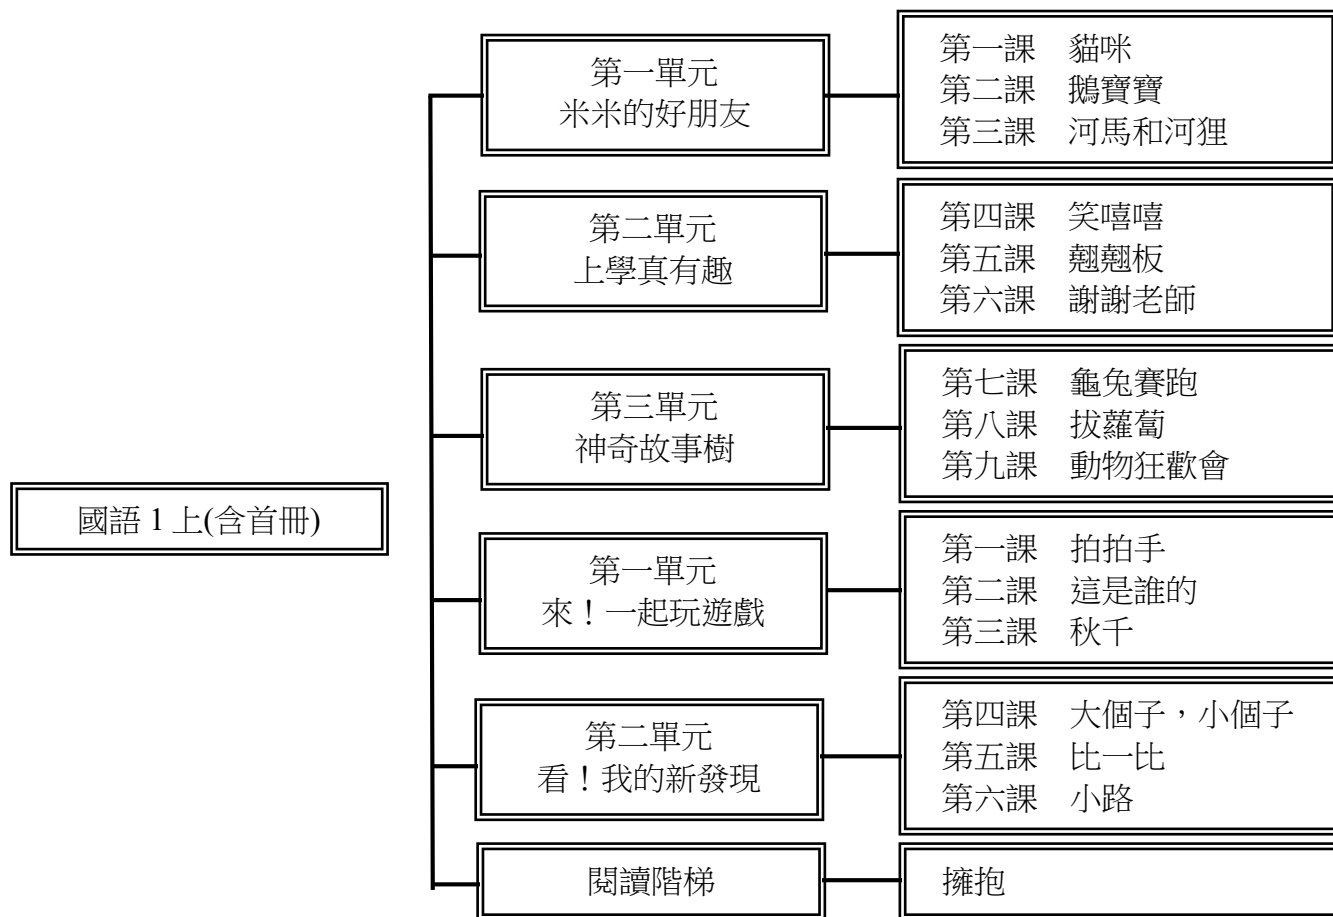 國語 1 上(含首冊)
第一單元
米米的好朋友
第一課　貓咪
第二課　鵝寶寶
第三課　河馬和河狸
第二單元
上學真有趣
第四課　笑嘻嘻
第五課　翹翹板
第六課　謝謝老師
第三單元
神奇故事樹
第七課　龜兔賽跑
第八課　拔蘿蔔
第九課　動物狂歡會
第一單元
來！一起玩遊戲
第一課　拍拍手
第二課　這是誰的
第三課　秋千
第二單元
看！我的新發現
第四課　大個子，小個子
第五課　比一比
第六課　小路
閱讀階梯
擁抱